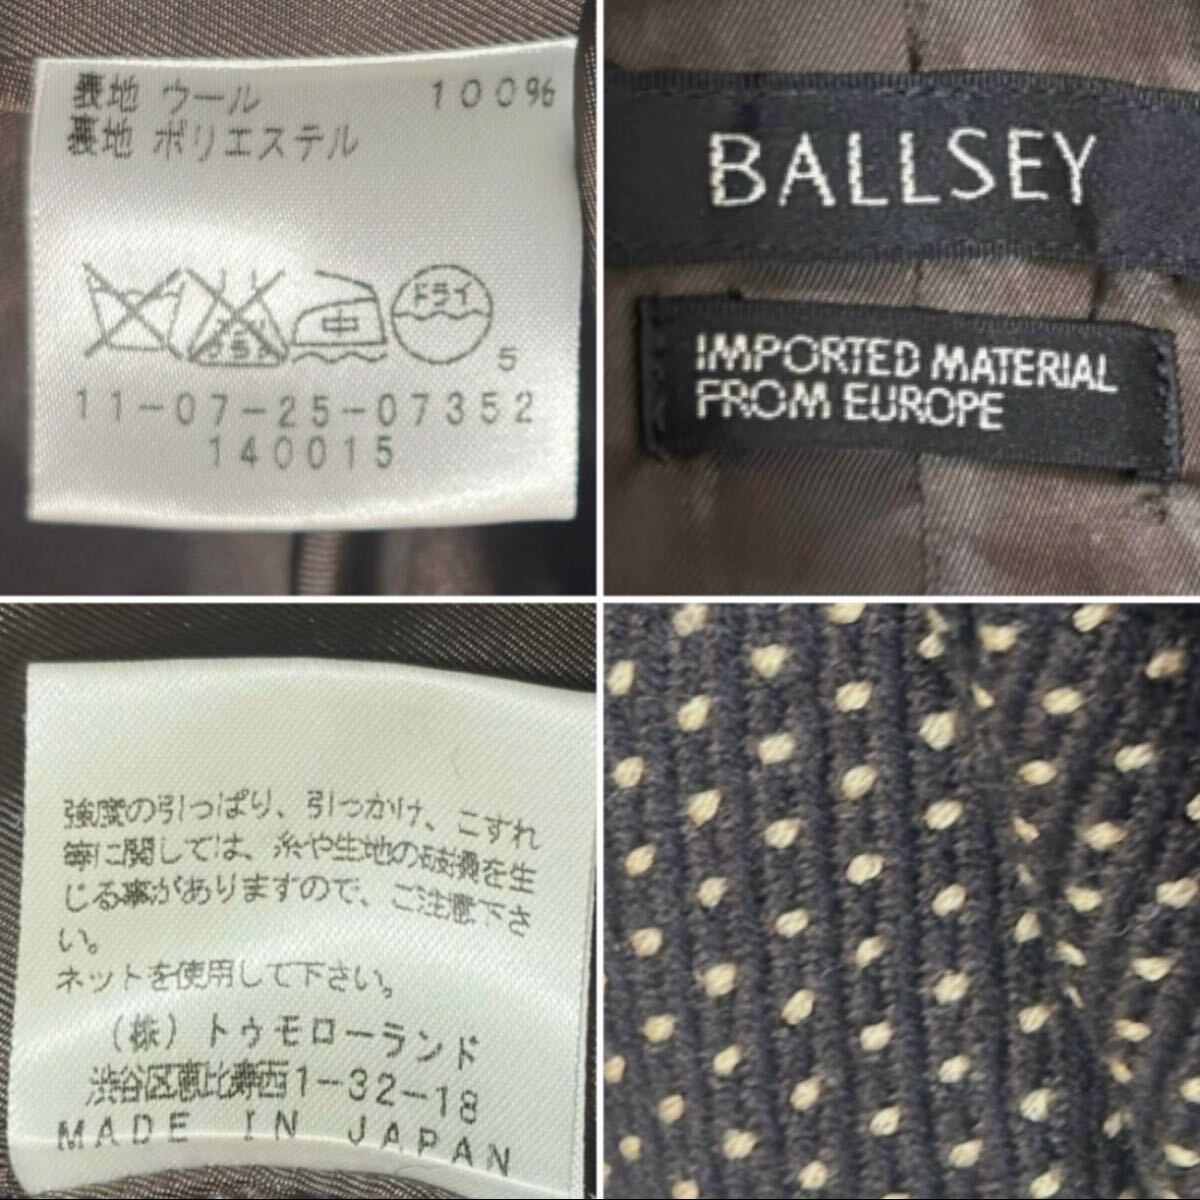 表地 ウール 100%
裏地 ポリエステル
中
ドライ
5
11-07-25-07352
140015
BALLSEY
IMPORTED MATERIAL
FROM EUROPE
強度の引っぱり、引っかけ、こすれ
等に関しては、糸や生地の破損を生
じる事がありますので、ご注意下さ
い。
ネットを使用して下さい。
(株)トゥモローランド
渋谷区恵比寿西1-32-18
MADE IN JAPAN